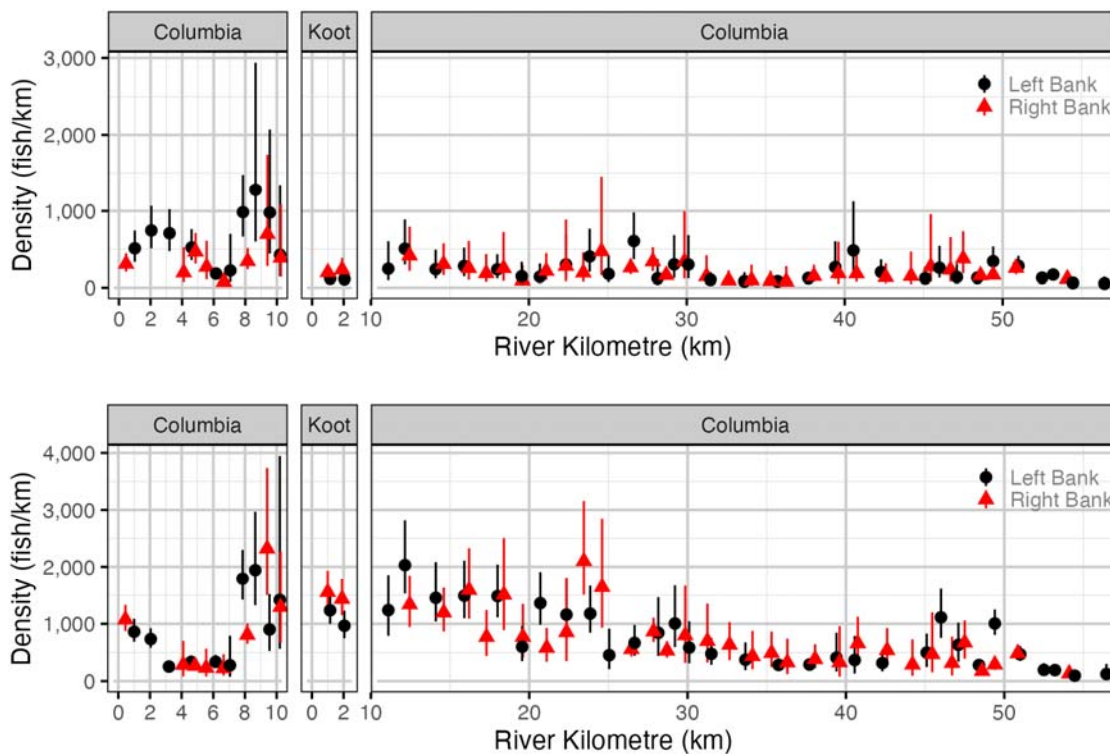 Columbia Koot Columbia
3,000
2,000
1,000
0
Density (fish/km)
Left Bank
Right Bank
0 2 4 6 8 10 0 2 10 20 30 40 50
River Kilometre (km)
Columbia Koot Columbia
4,000
3,000
2,000
1,000
0
Density (fish/km)
Left Bank
Right Bank
0 2 4 6 8 10 0 2 10 20 30 40 50
River Kilometre (km)